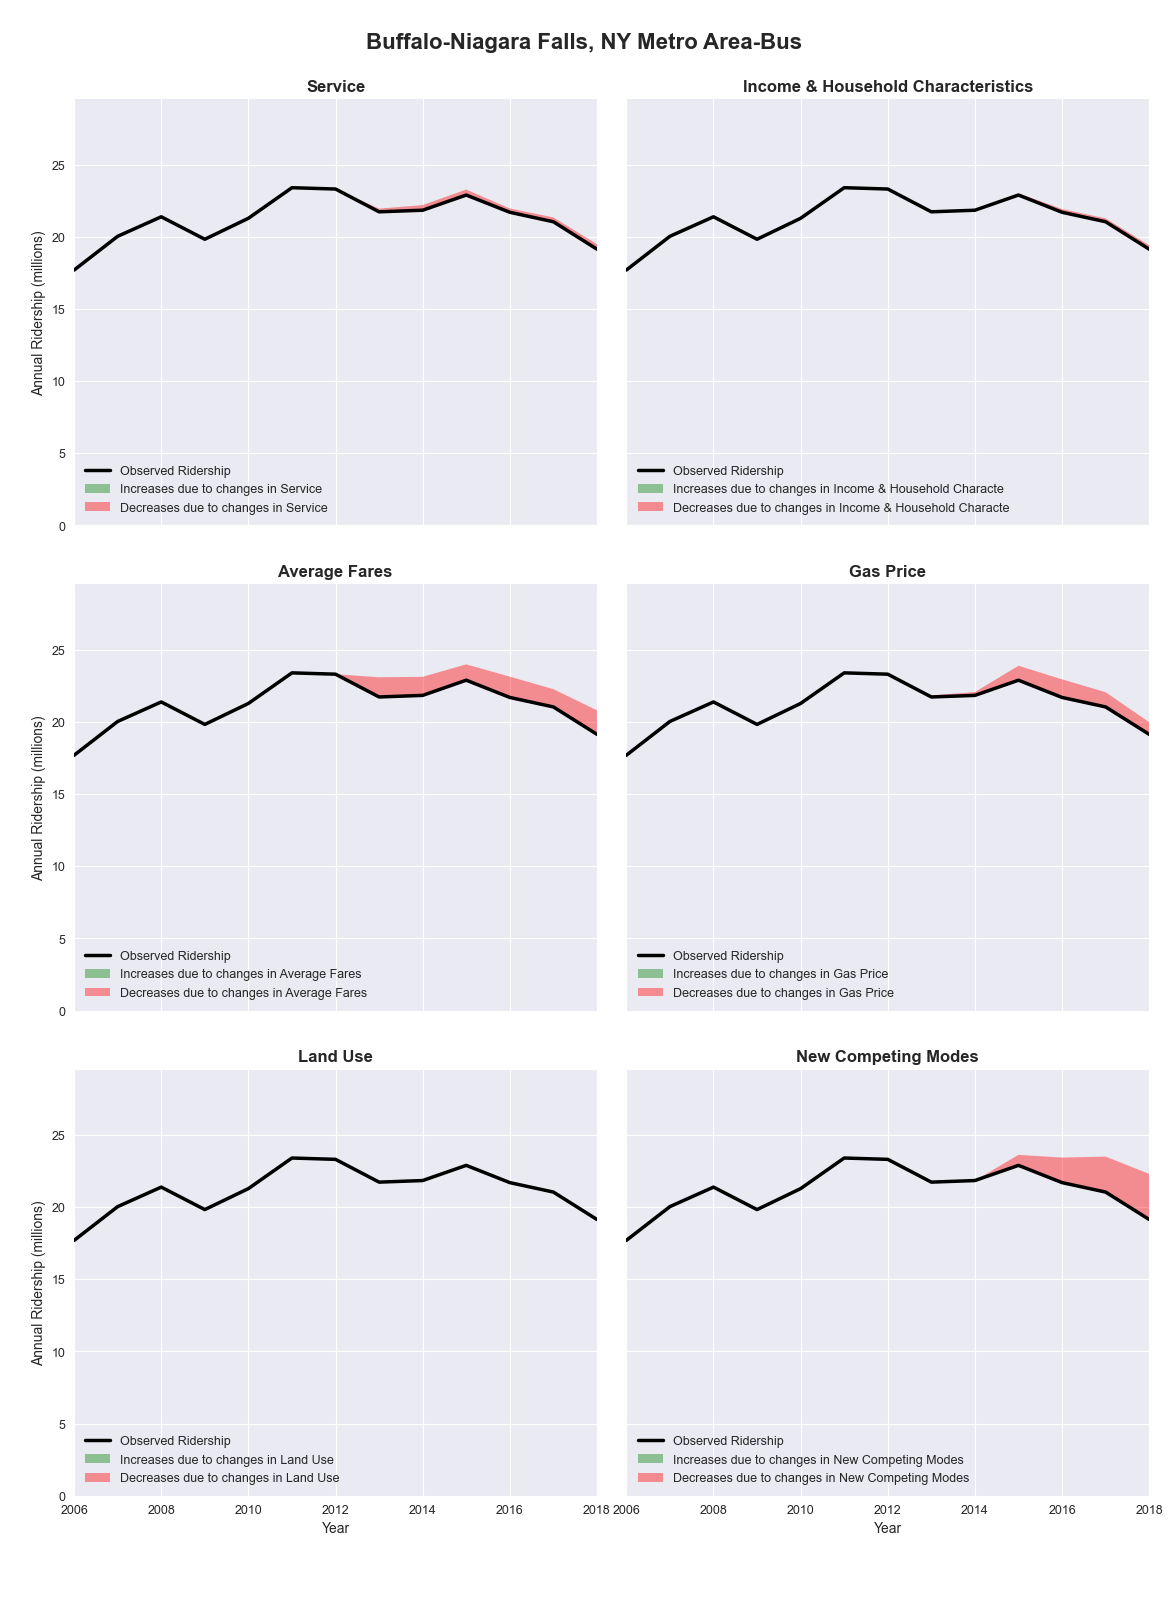 Buffalo-Niagara Falls, NY Metro Area-Bus
Service
Annual Ridership (millions)
25
20
15
10
5
0
Observed Ridership
Increases due to changes in Service
Decreases due to changes in Service
Income & Household Characteristics
Observed Ridership
Increases due to changes in Income & Household Characte
Decreases due to changes in Income & Household Characte
Average Fares
Annual Ridership (millions)
25
20
15
10
5
0
Observed Ridership
Increases due to changes in Average Fares
Decreases due to changes in Average Fares
Gas Price
Observed Ridership
Increases due to changes in Gas Price
Decreases due to changes in Gas Price
Land Use
Annual Ridership (millions)
25
20
15
10
5
0
Observed Ridership
Increases due to changes in Land Use
Decreases due to changes in Land Use
2006 2008 2010 2012 2014 2016 2018
Year
New Competing Modes
Observed Ridership
Increases due to changes in New Competing Modes
Decreases due to changes in New Competing Modes
2006 2008 2010 2012 2014 2016 2018
Year